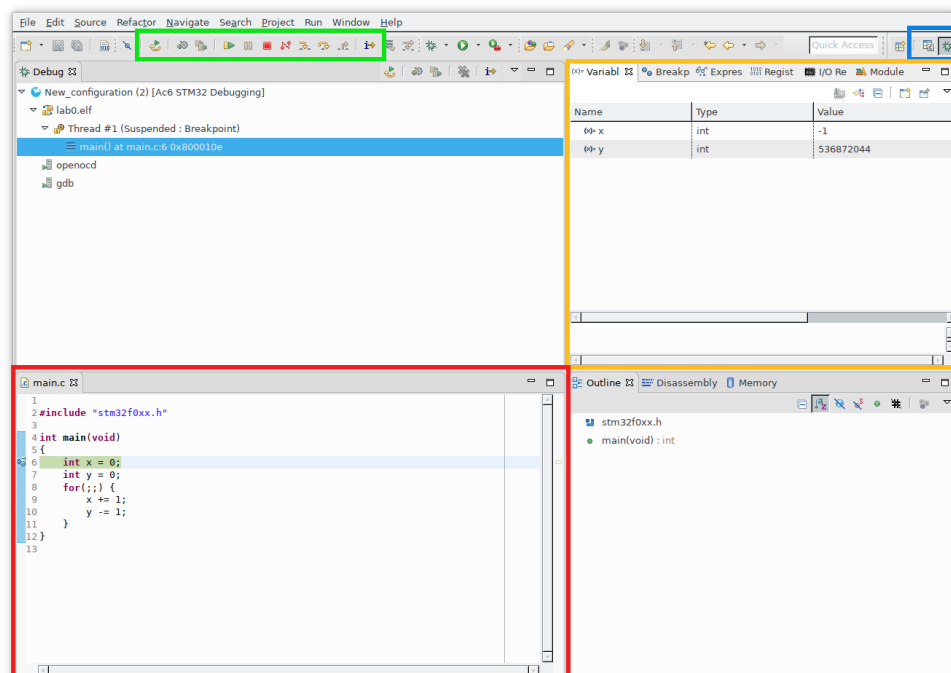 File Edit Source Refactor Navigate Search Project Run Window Help
Quick Access
Debug
New_configuration (2) [Ac6 STM32 Debugging]
lab0.elf
Thread #1 (Suspended : Breakpoint)
main() at main.c:6 0x800010e
openocd
gdb
(x)= Variabl Breakp Expres Regist I/O Re Module
Name Type Value
(x)= x int -1
(x)= y int 536872044
main.c
1
2 #include "stm32f0xx.h"
3
4 int main(void)
5 {
6 int x = 0;
7 int y = 0;
8 for(;;) {
9 x += 1;
10 y -= 1;
11 }
12 }
13
Outline Disassembly Memory
stm32f0xx.h
main(void) : int